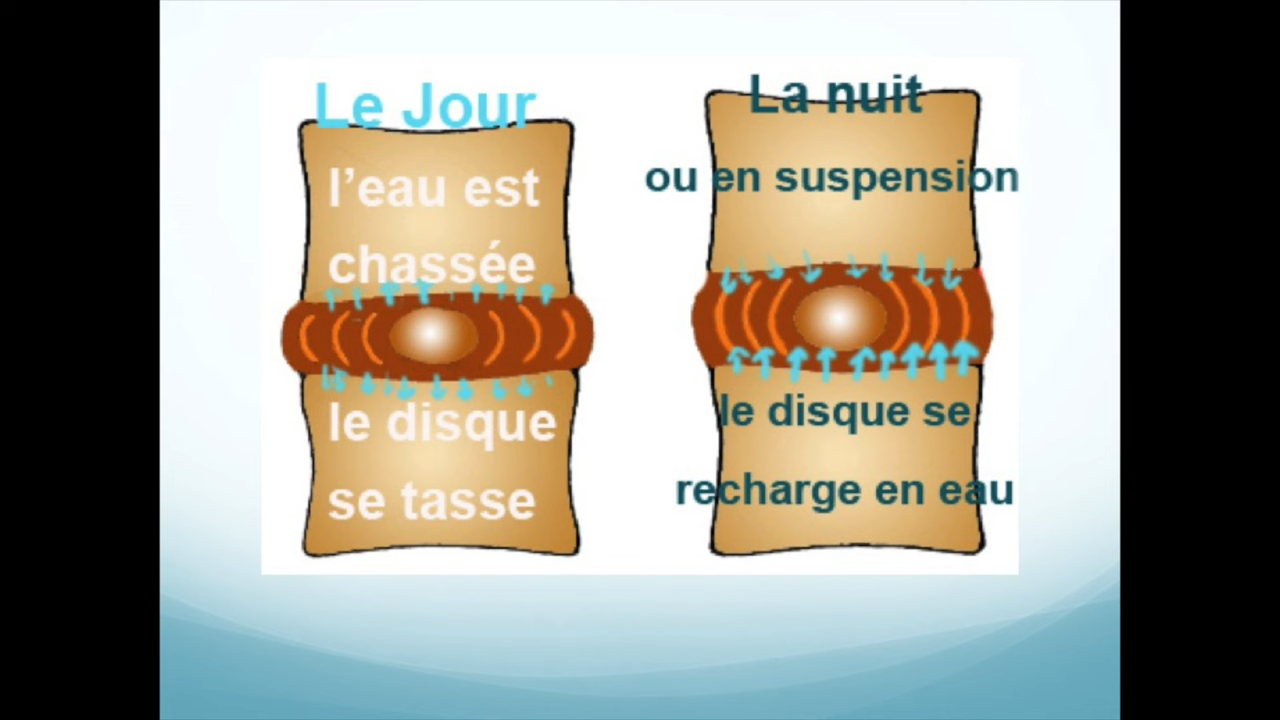 Le Jour
l’eau est
chassée
le disque
se tasse
La nuit
ou en suspension
le disque se
recharge en eau